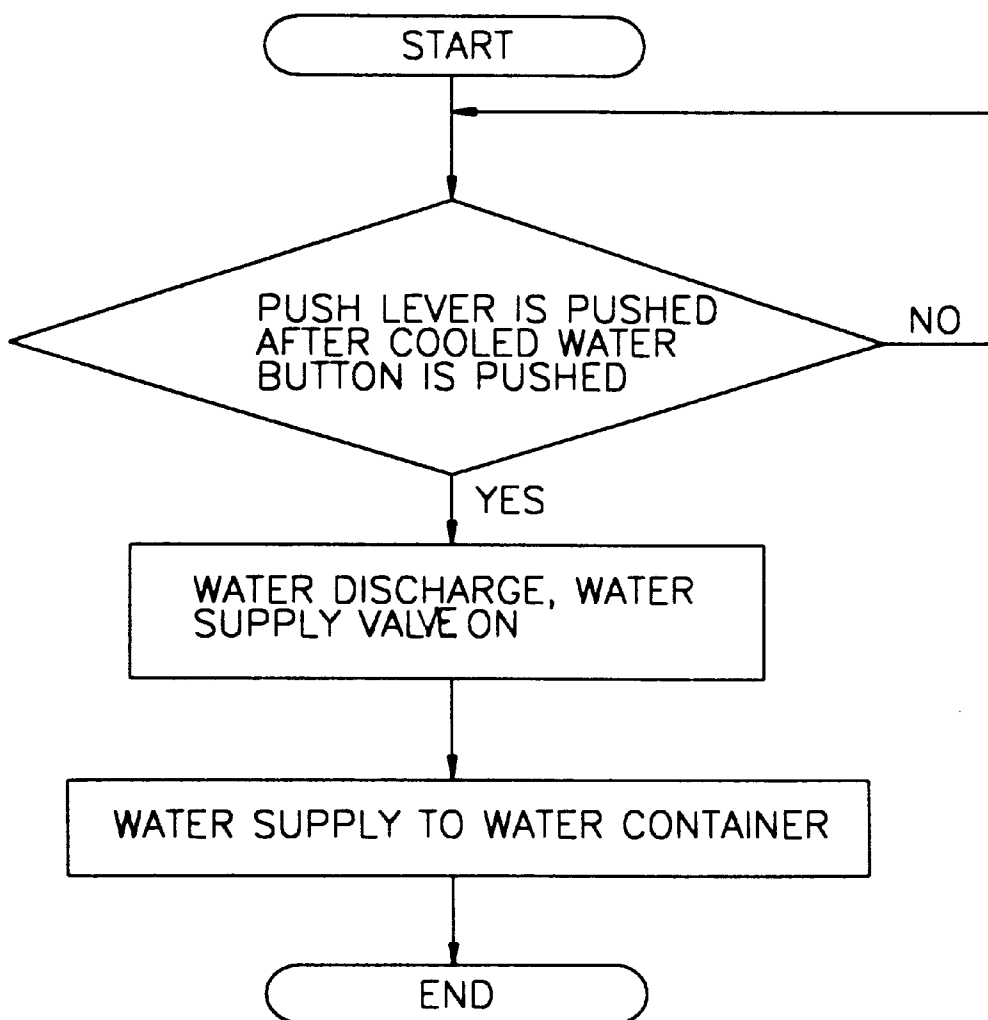 START
PUSH LEVER IS PUSHED
AFTER COOLED WATER
BUTTON IS PUSHED
NO
YES
WATER DISCHARGE, WATER
SUPPLY VALVE ON
WATER SUPPLY TO WATER CONTAINER
END